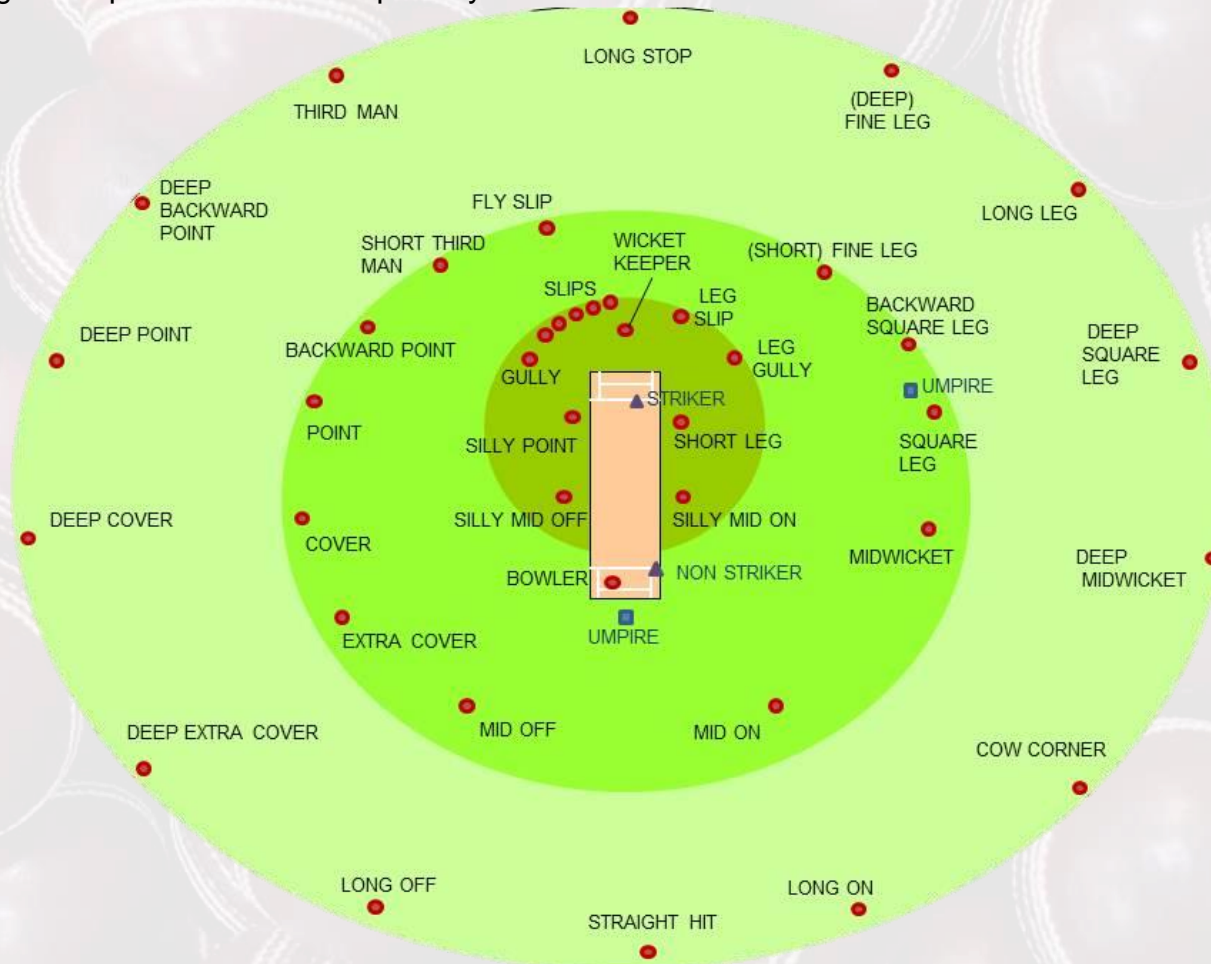 LONG STOP
THIRD MAN
(DEEP)
FINE LEG
DEEP
BACKWARD
POINT
LONG LEG
FLY SLIP
SHORT THIRD
MAN
WICKET
KEEPER
(SHORT) FINE LEG
SLIPS
LEG
SLIP
BACKWARD
SQUARE LEG
DEEP POINT
BACKWARD POINT
DEEP
SQUARE
LEG
GULLY
LEG
GULLY
UMPIRE
STRIKER
POINT
SILLY POINT
SHORT LEG
SQUARE
LEG
DEEP COVER
SILLY MID OFF
SILLY MID ON
COVER
MIDWICKET
DEEP
MIDWICKET
BOWLER
NON STRIKER
EXTRA COVER
UMPIRE
MID OFF
MID ON
DEEP EXTRA COVER
COW CORNER
LONG OFF
LONG ON
STRAIGHT HIT